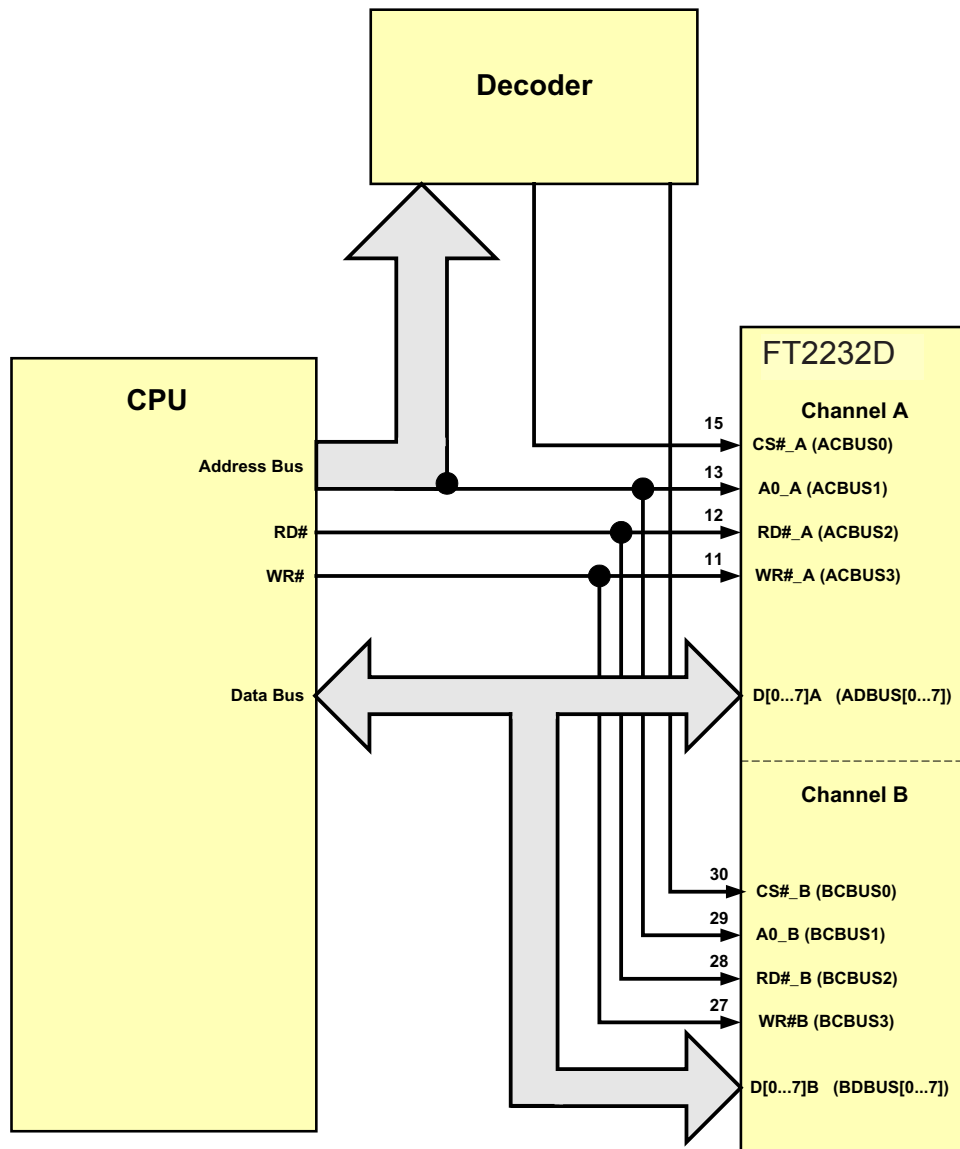 Decoder
CPU
Address Bus
RD#
WR#
Data Bus
FT2232D
Channel A
15
CS#_A (ACBUS0)
13
A0_A (ACBUS1)
12
RD#_A (ACBUS2)
11
WR#_A (ACBUS3)
D[0...7]A (ADBUS[0...7])
Channel B
30
CS#_B (BCBUS0)
29
A0_B (BCBUS1)
28
RD#_B (BCBUS2)
27
WR#B (BCBUS3)
D[0...7]B (BDBUS[0...7])